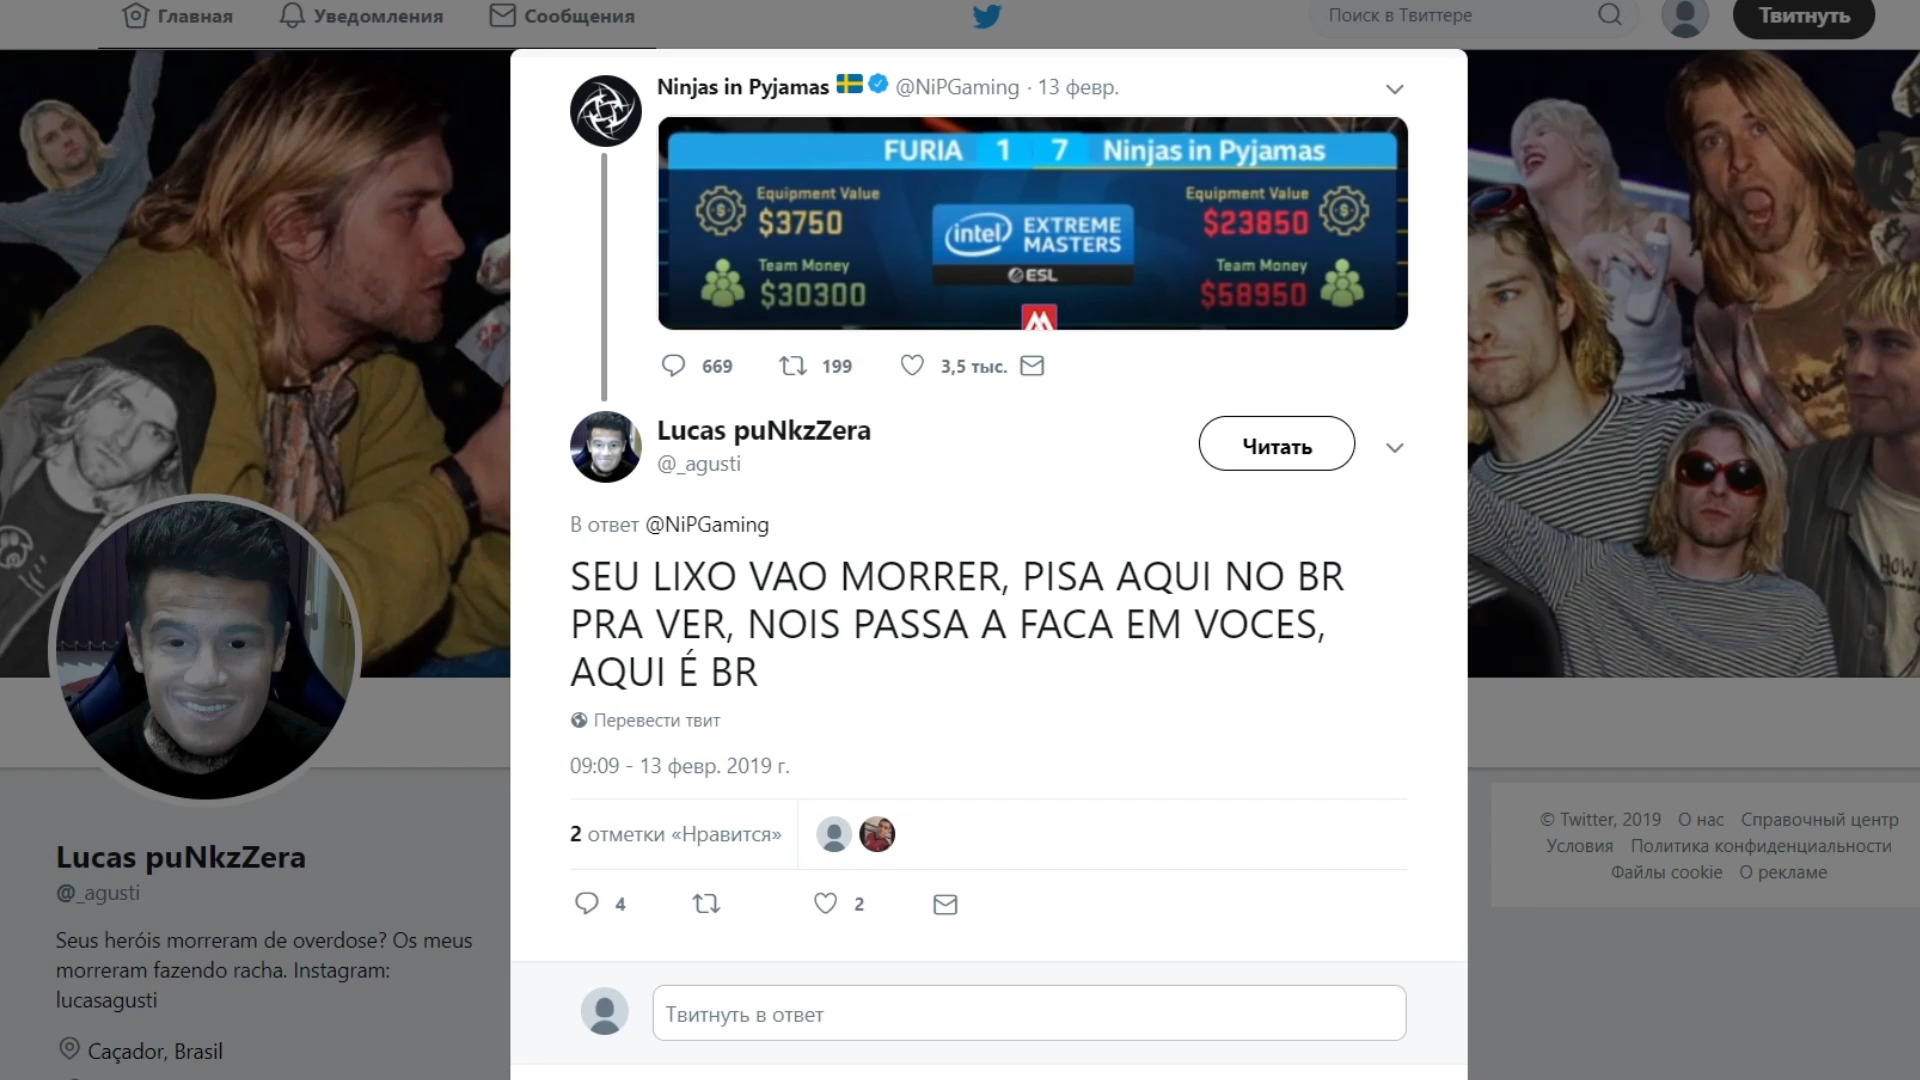 Главная Уведомления Сообщения Поиск в Твиттере Твитнуть
Ninjas in Pyjamas @NiPGaming · 13 февр.
FURIA 1 7 Ninjas in Pyjamas
Equipment Value
$3750
Team Money
$30300
intel EXTREME
MASTERS
ESL
Equipment Value
$23850
Team Money
$58950
669 199 3,5 тыс.
Lucas puNkzZera
@_agusti
Читать
В ответ @NiPGaming
SEU LIXO VAO MORRER, PISA AQUI NO BR
PRA VER, NOIS PASSA A FACA EM VOCES,
AQUI É BR
Перевести твит
09:09 - 13 февр. 2019 г.
2 отметки «Нравится»
4 2
Твитнуть в ответ
Lucas puNkzZera
@_agusti
Seus heróis morreram de overdose? Os meus
morreram fazendo racha. Instagram:
lucasagusti
Caçador, Brasil
HOW
© Twitter, 2019 О нас Справочный центр
Условия Политика конфиденциальности
Файлы cookie О рекламе